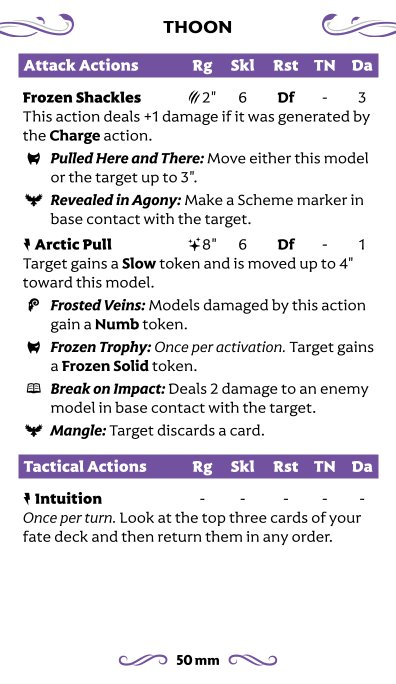 THOON
Attack Actions Rg Skl Rst TN Da
Frozen Shackles 2" 6 Df - 3
This action deals +1 damage if it was generated by
the Charge action.
Pulled Here and There: Move either this model
or the target up to 3".
Revealed in Agony: Make a Scheme marker in
base contact with the target.
Arctic Pull 8" 6 Df - 1
Target gains a Slow token and is moved up to 4"
toward this model.
Frosted Veins: Models damaged by this action
gain a Numb token.
Frozen Trophy: Once per activation. Target gains
a Frozen Solid token.
Break on Impact: Deals 2 damage to an enemy
model in base contact with the target.
Mangle: Target discards a card.
Tactical Actions Rg Skl Rst TN Da
Intuition - - - - -
Once per turn. Look at the top three cards of your
fate deck and then return them in any order.
50 mm